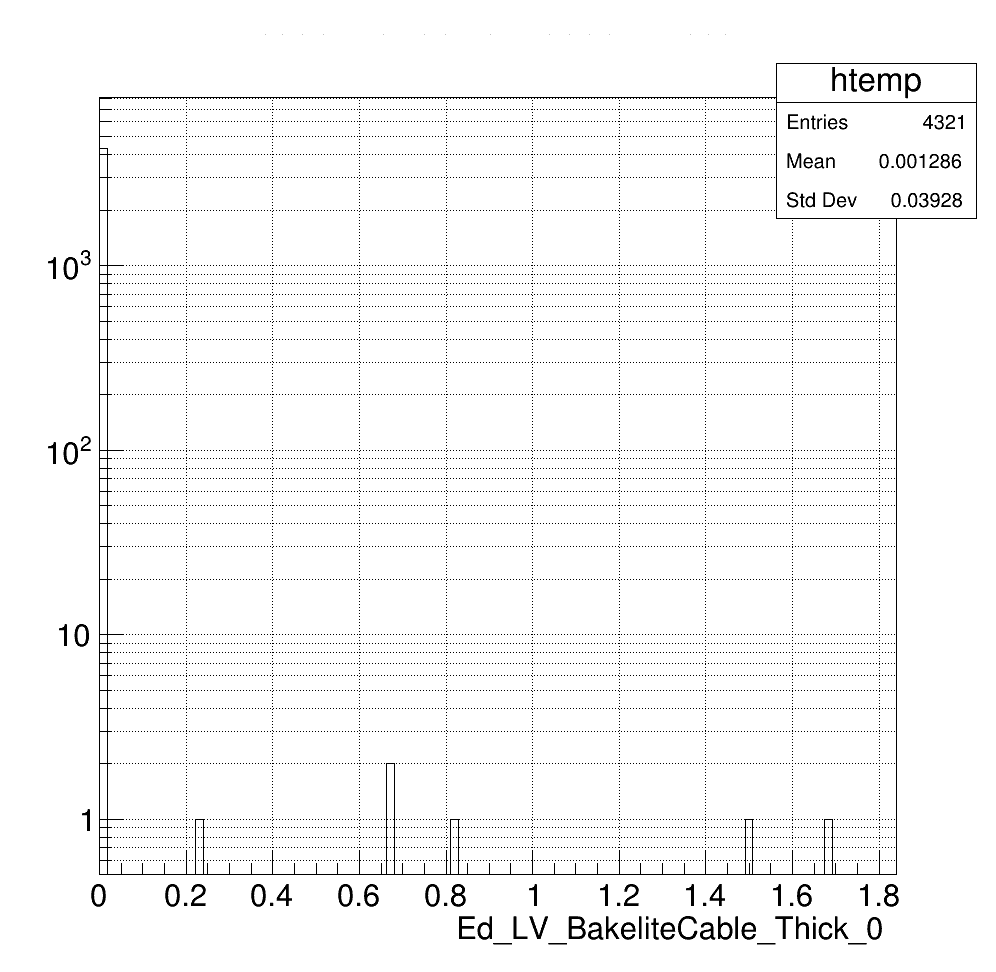 htemp
Entries 4321
Mean 0.001286
Std Dev 0.03928
10³
10²
10
1
0 0.2 0.4 0.6 0.8 1 1.2 1.4 1.6 1.8
Ed_LV_BakeliteCable_Thick_0